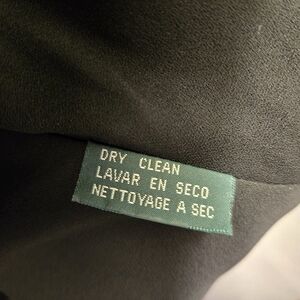 DRY CLEAN
LAVAR EN SECO
NETTOYAGE A SEC